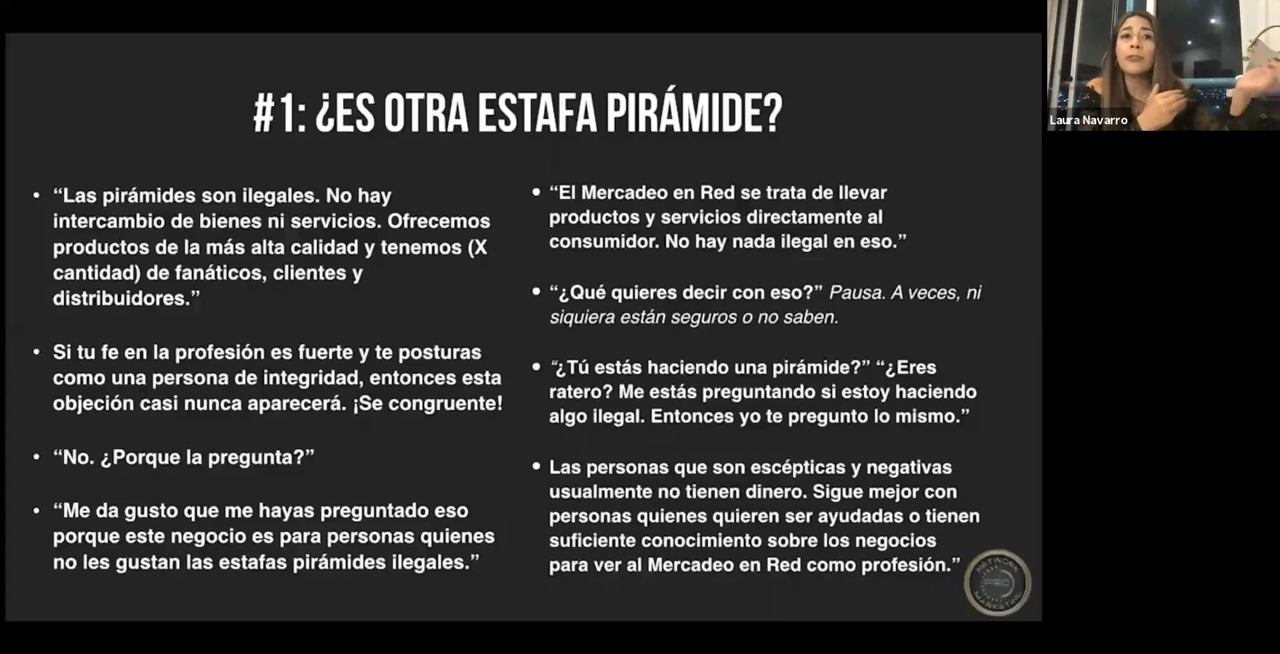 #1: ¿ES OTRA ESTAFA PIRÁMIDE?
• “Las pirámides son ilegales. No hay
intercambio de bienes ni servicios. Ofrecemos
productos de la más alta calidad y tenemos (X
cantidad) de fanáticos, clientes y
distribuidores.”
• Si tu fe en la profesión es fuerte y te posturas
como una persona de integridad, entonces esta
objeción casi nunca aparecerá. ¡Se congruente!
• “No. ¿Porque la pregunta?”
• “Me da gusto que me hayas preguntado eso
porque este negocio es para personas quienes
no les gustan las estafas pirámides ilegales.”
• “El Mercadeo en Red se trata de llevar
productos y servicios directamente al
consumidor. No hay nada ilegal en eso.”
• “¿Qué quieres decir con eso?” Pausa. A veces, ni
siquiera están seguros o no saben.
• “¿Tú estás haciendo una pirámide?” “¿Eres
ratero? Me estás preguntando si estoy haciendo
algo ilegal. Entonces yo te pregunto lo mismo.”
• Las personas que son escépticas y negativas
usualmente no tienen dinero. Sigue mejor con
personas quienes quieren ser ayudadas o tienen
suficiente conocimiento sobre los negocios
para ver al Mercadeo en Red como profesión.”
NETWORK
PRO
MARKETING
Laura Navarro